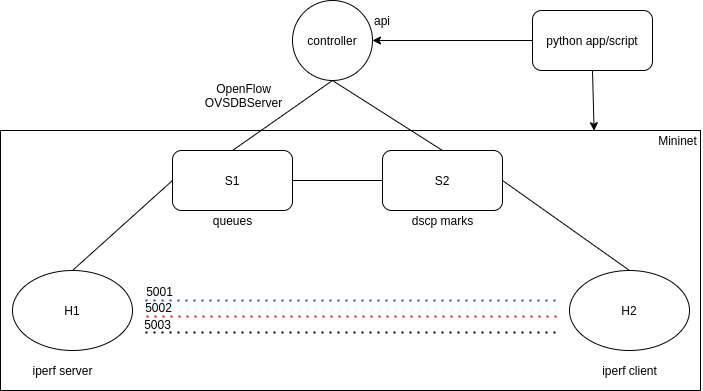 api
controller
python app/script
OpenFlow
OVSDBServer
Mininet
S1
S2
queues
dscp marks
5001
5002
5003
H1
H2
iperf server
iperf client